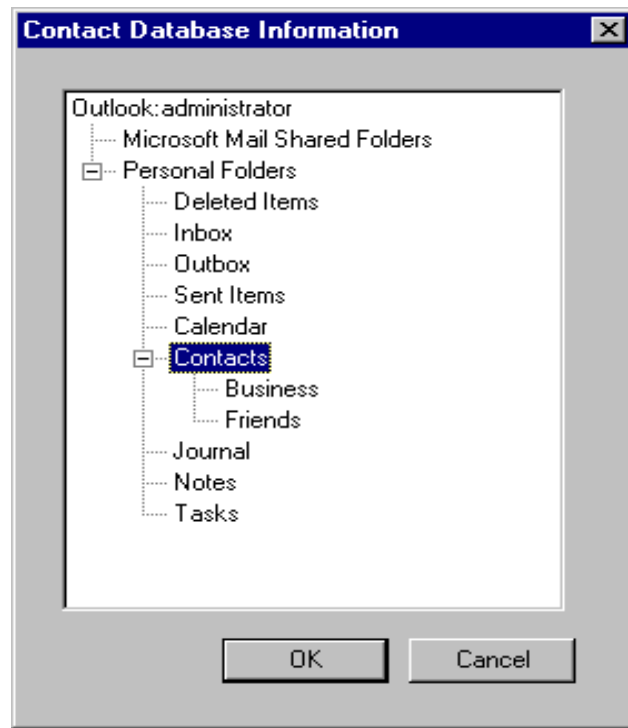 Contact Database Information
Outlook:administrator
Microsoft Mail Shared Folders
Personal Folders
Deleted Items
Inbox
Outbox
Sent Items
Calendar
Contacts
Business
Friends
Journal
Notes
Tasks
OK Cancel